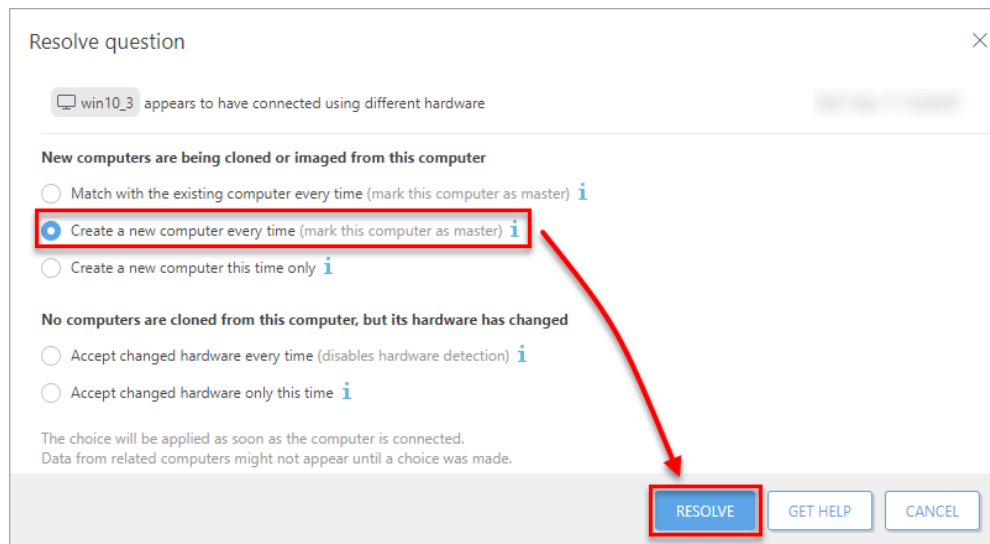 Resolve question
win10_3 appears to have connected using different hardware
New computers are being cloned or imaged from this computer
Match with the existing computer every time (mark this computer as master) i
Create a new computer every time (mark this computer as master) i
Create a new computer this time only i
No computers are cloned from this computer, but its hardware has changed
Accept changed hardware every time (disables hardware detection) i
Accept changed hardware only this time i
The choice will be applied as soon as the computer is connected.
Data from related computers might not appear until a choice was made.
RESOLVE GET HELP CANCEL